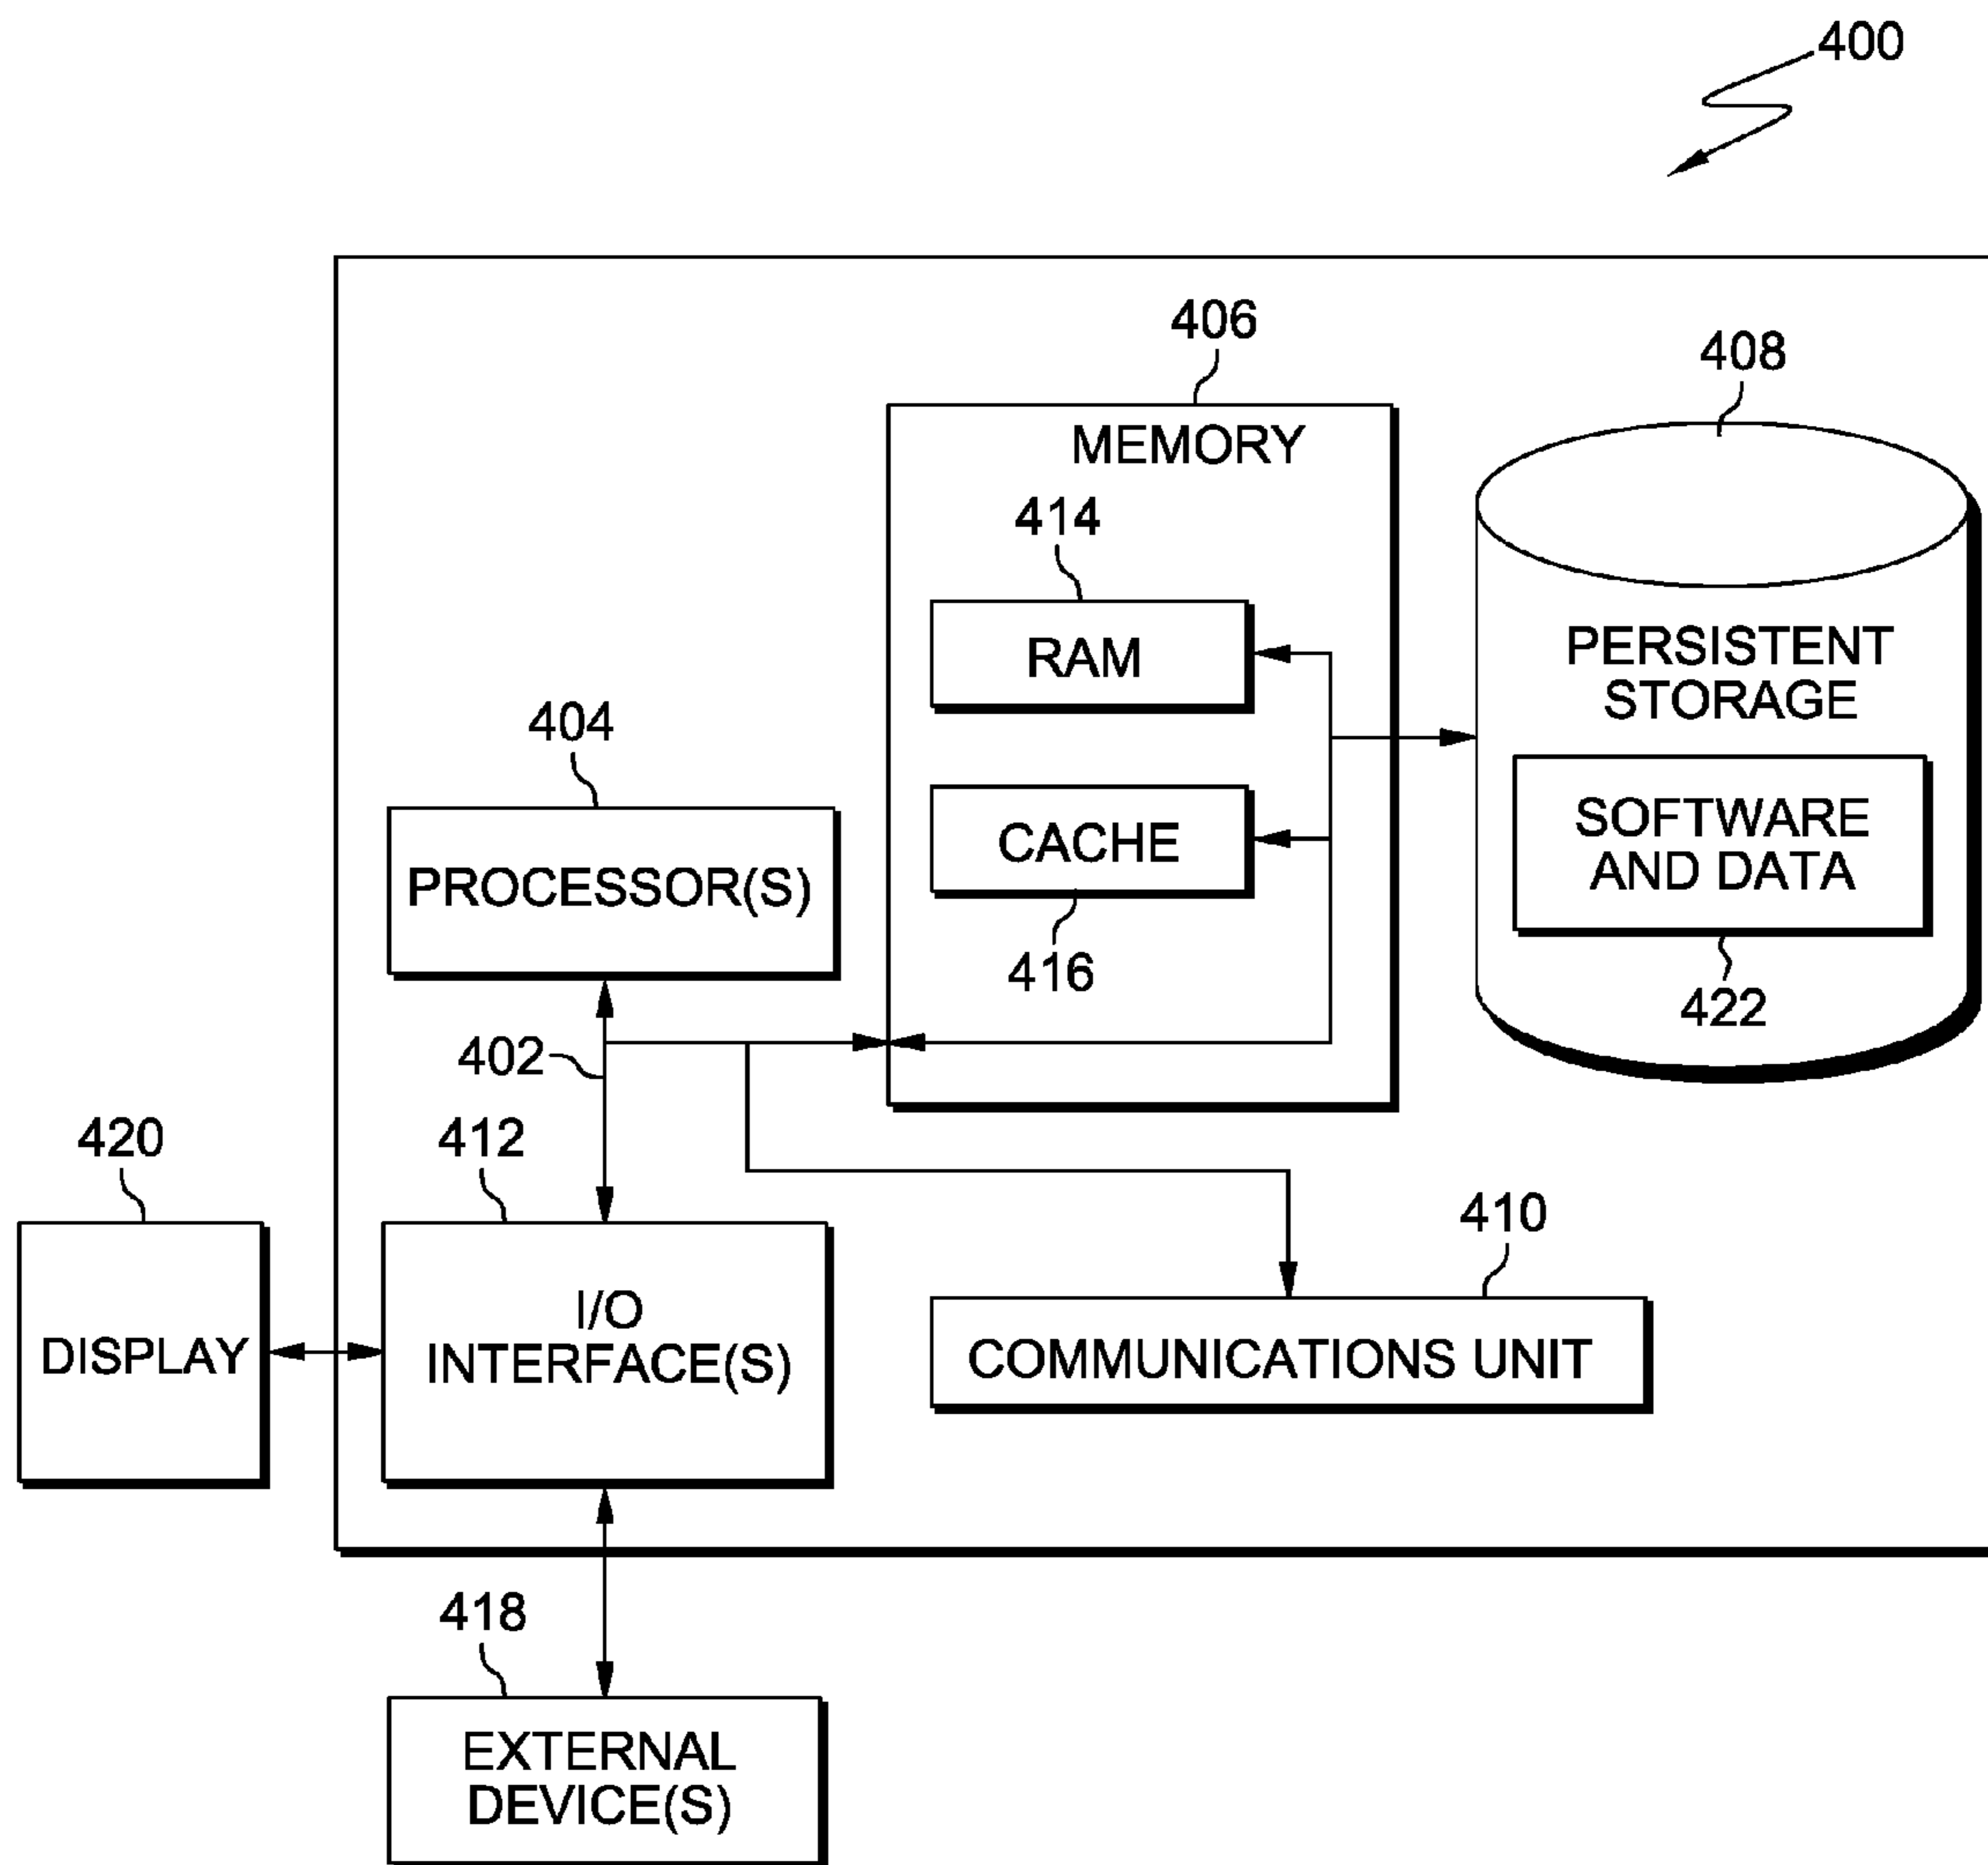 400
406
408
MEMORY
414
RAM
PERSISTENT
STORAGE
404
CACHE
SOFTWARE
AND DATA
PROCESSOR(S)
416
422
402
420
412
410
DISPLAY
I/O
INTERFACE(S)
COMMUNICATIONS UNIT
418
EXTERNAL
DEVICE(S)